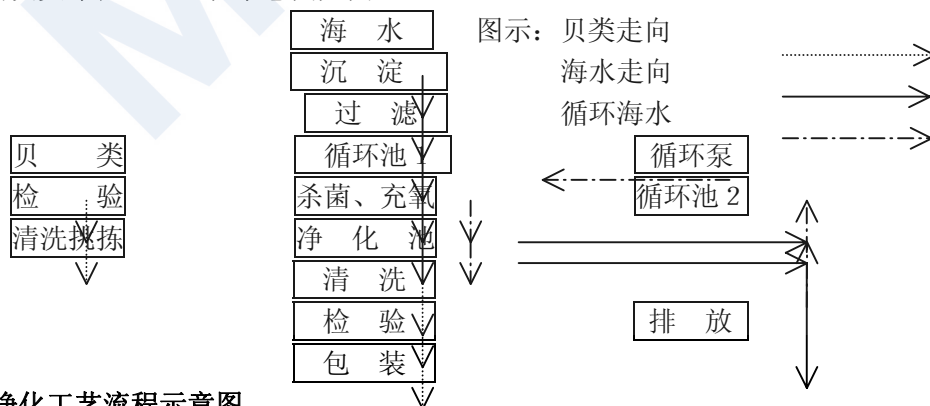 海 水 图示：贝类走向
沉 淀 海水走向
过 滤 循环海水
贝 类 循环池 1 循环泵
检 验 杀菌、充氧 循环池 2
清洗挑拣 净 化 池
清 洗
检 验 排 放
包 装
净化工艺流程示意图